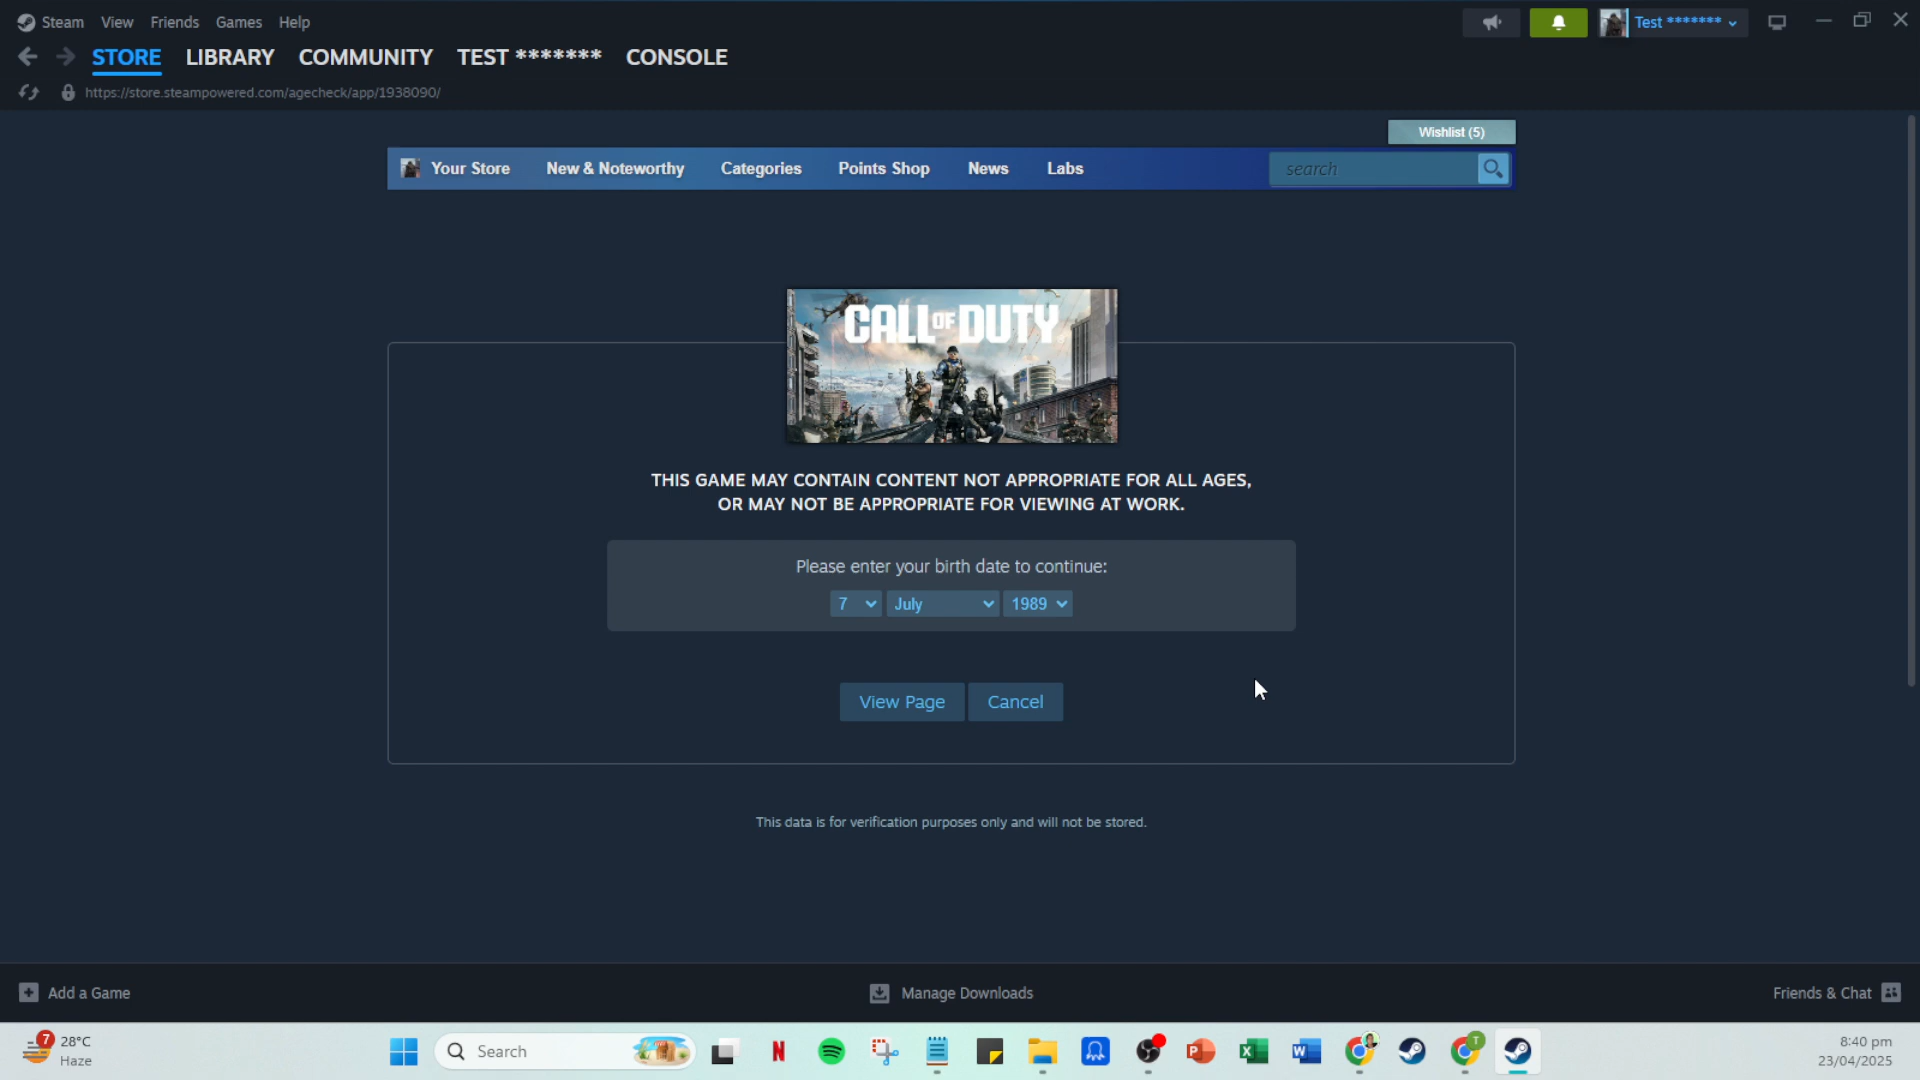 Steam View Friends Games Help
Test *******
STORE LIBRARY COMMUNITY TEST ******* CONSOLE
https://store.steampowered.com/agecheck/app/1938090/
Wishlist (5)
Your Store New & Noteworthy Categories Points Shop News Labs search
CALL OF DUTY
THIS GAME MAY CONTAIN CONTENT NOT APPROPRIATE FOR ALL AGES,
OR MAY NOT BE APPROPRIATE FOR VIEWING AT WORK.
Please enter your birth date to continue:
7 July 1989
View Page Cancel
This data is for verification purposes only and will not be stored.
Add a Game Manage Downloads Friends & Chat
7 28°C
Haze
Search
N
P
X
W
T
8:40 pm
23/04/2025